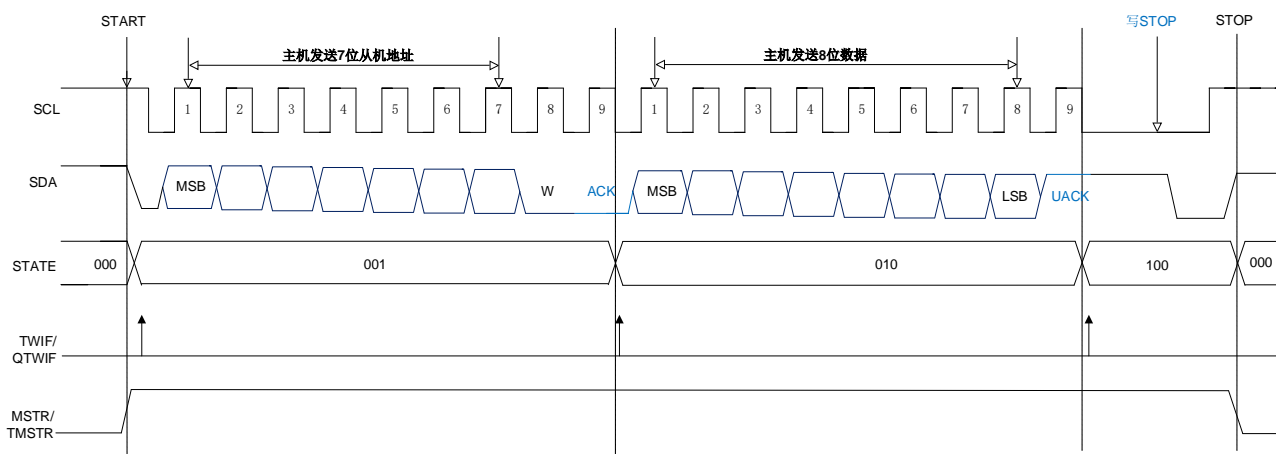 START
写STOP
STOP
主机发送7位从机地址
主机发送8位数据
SCL
1 2 3 4 5 6 7 8 9 1 2 3 4 5 6 7 8 9
SDA
MSB W ACK MSB LSB UACK
STATE
000 001 010 100 000
TWIF/
QTWIF
MSTR/
TMSTR